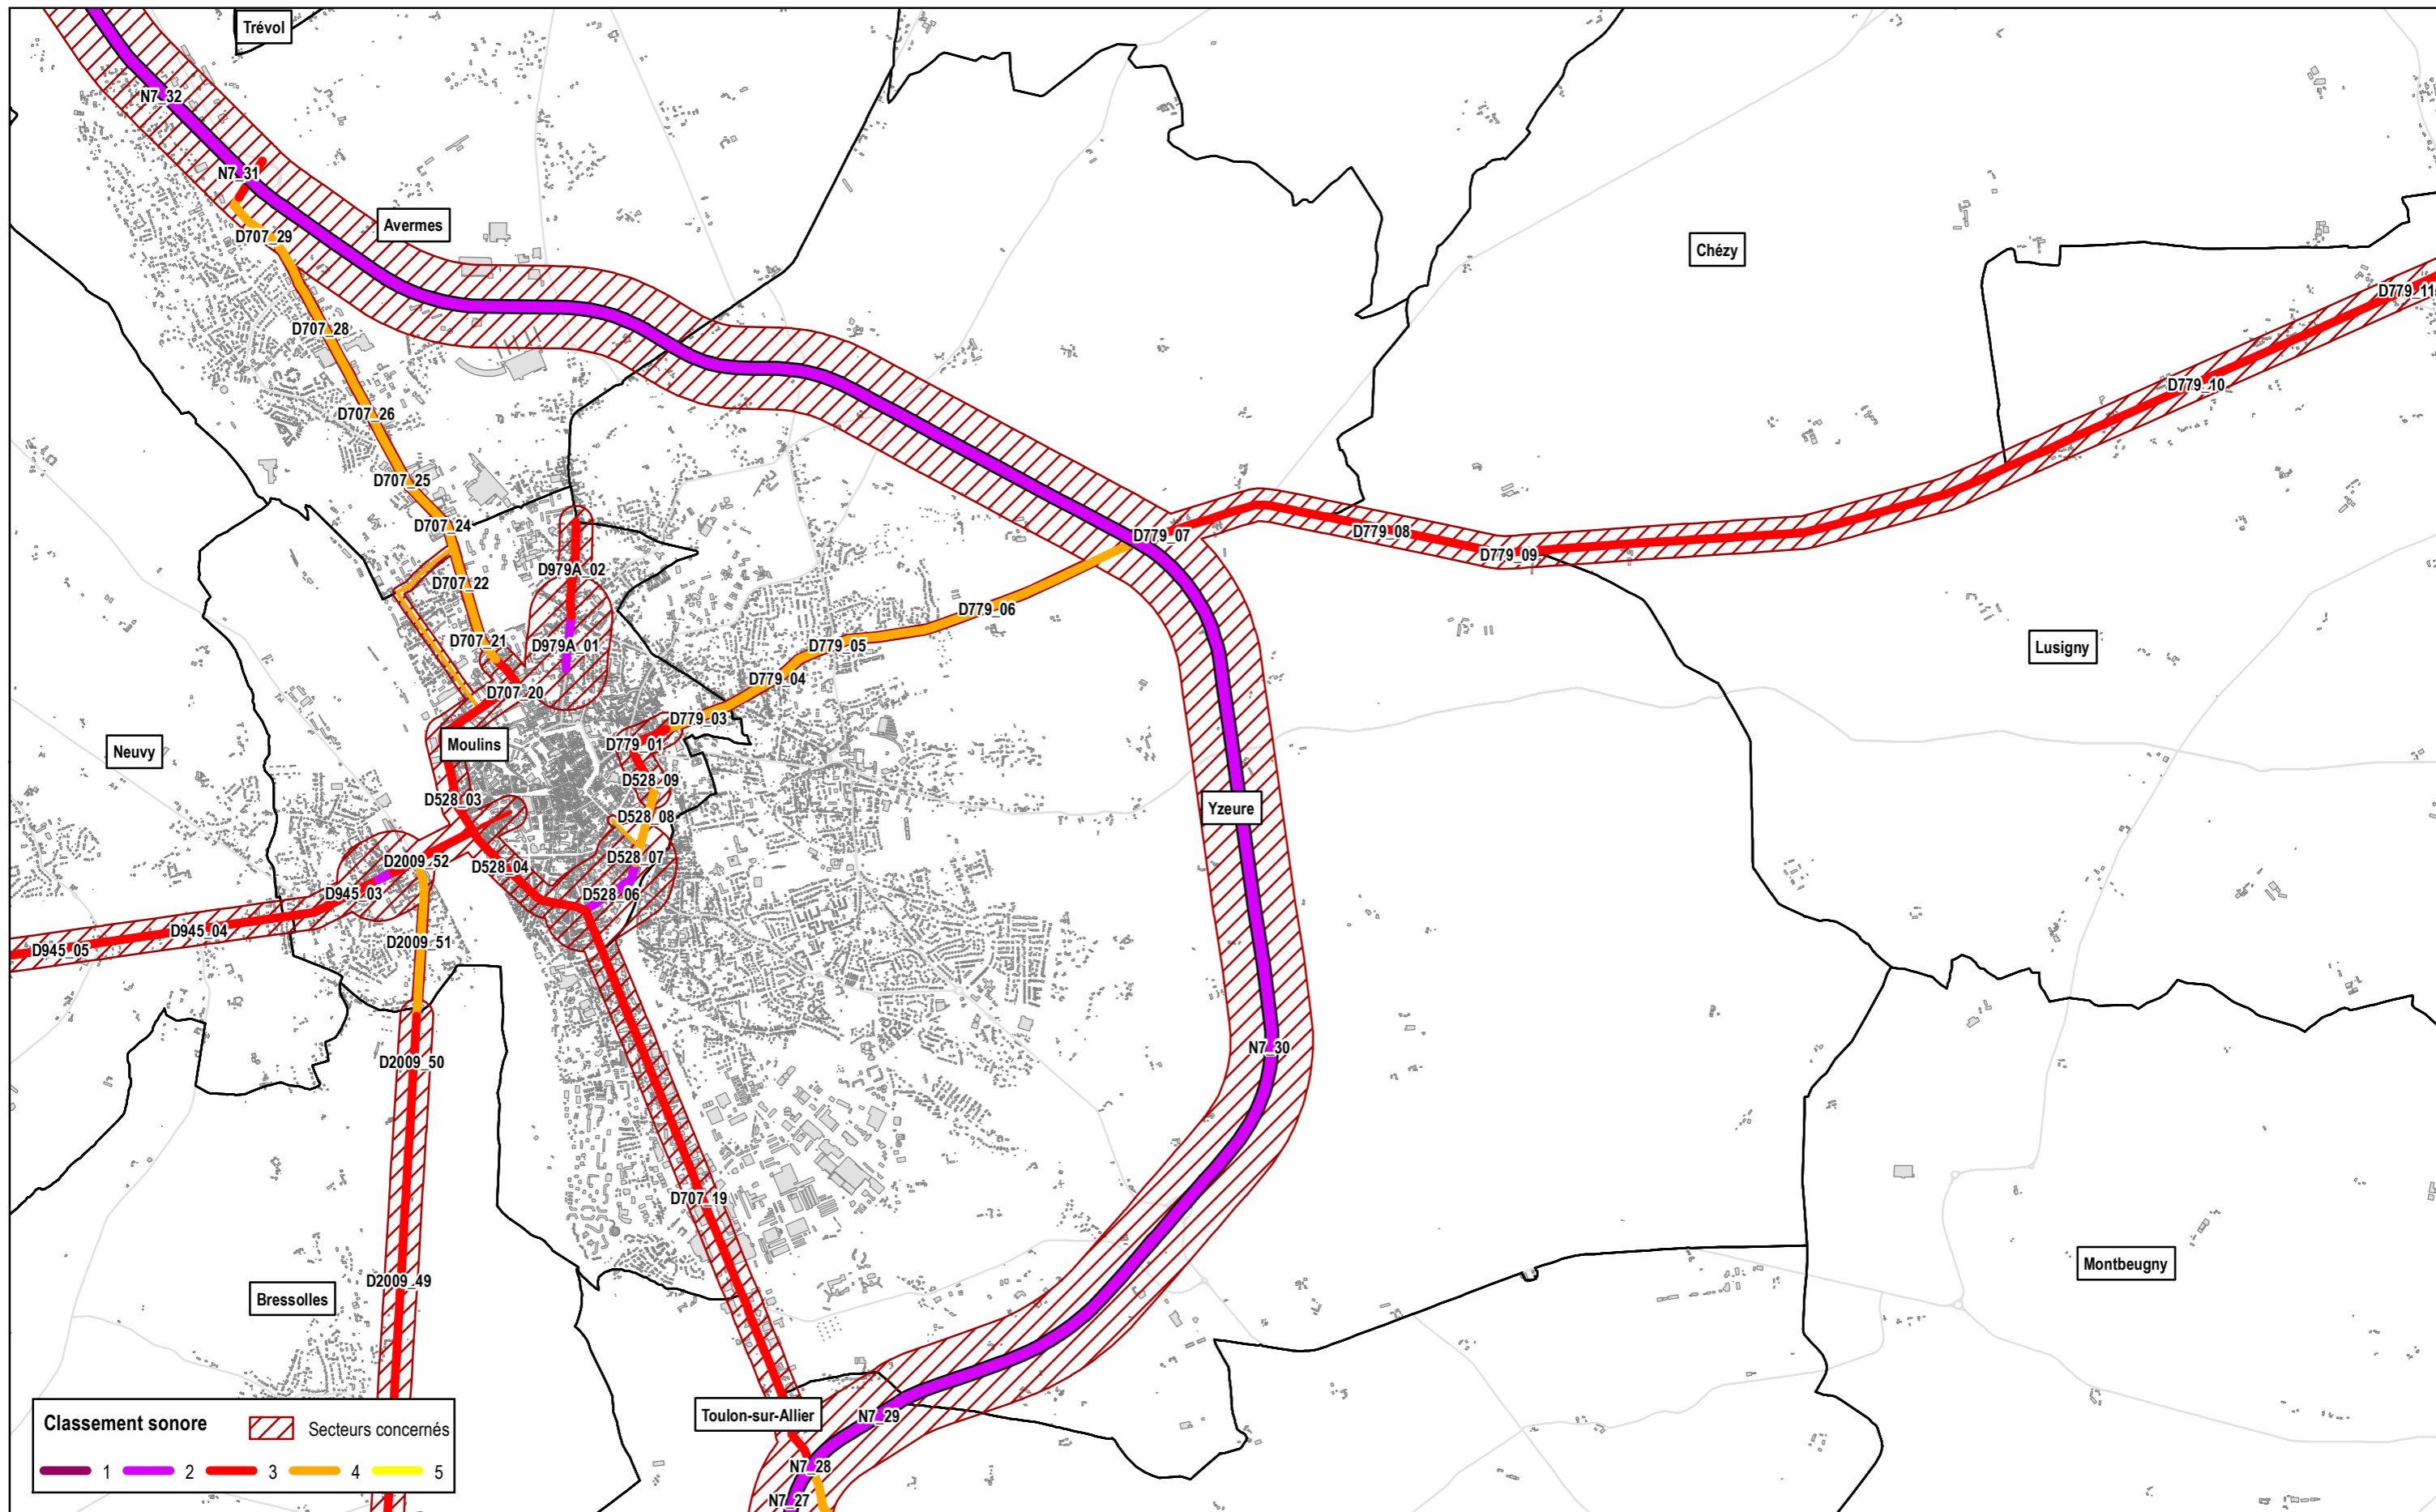 Trévol
N7_32
N7_31
Avermes
D707_29
Chézy
D779_11
D707_28
D779_10
D707_26
D707_25
D707_24
D779_07
D779_08
D779_09
D979A_02
D707_22
D779_06
D707_21
D979A_01
D779_05
Lusigny
D779_04
D707_20
D779_03
Moulins
D779_01
Neuvy
D528_09
D528_03
Yzeure
D528_08
D2009_52
D528_07
D528_04
D945_03
D528_06
D945_04
D2009_51
D945_05
N7_30
D2009_50
D707_19
Montbeugny
D2009_49
Bressolles
Toulon-sur-Allier
N7_29
N7_28
N7_27
Classement sonore
Secteurs concernés
1 2 3 4 5